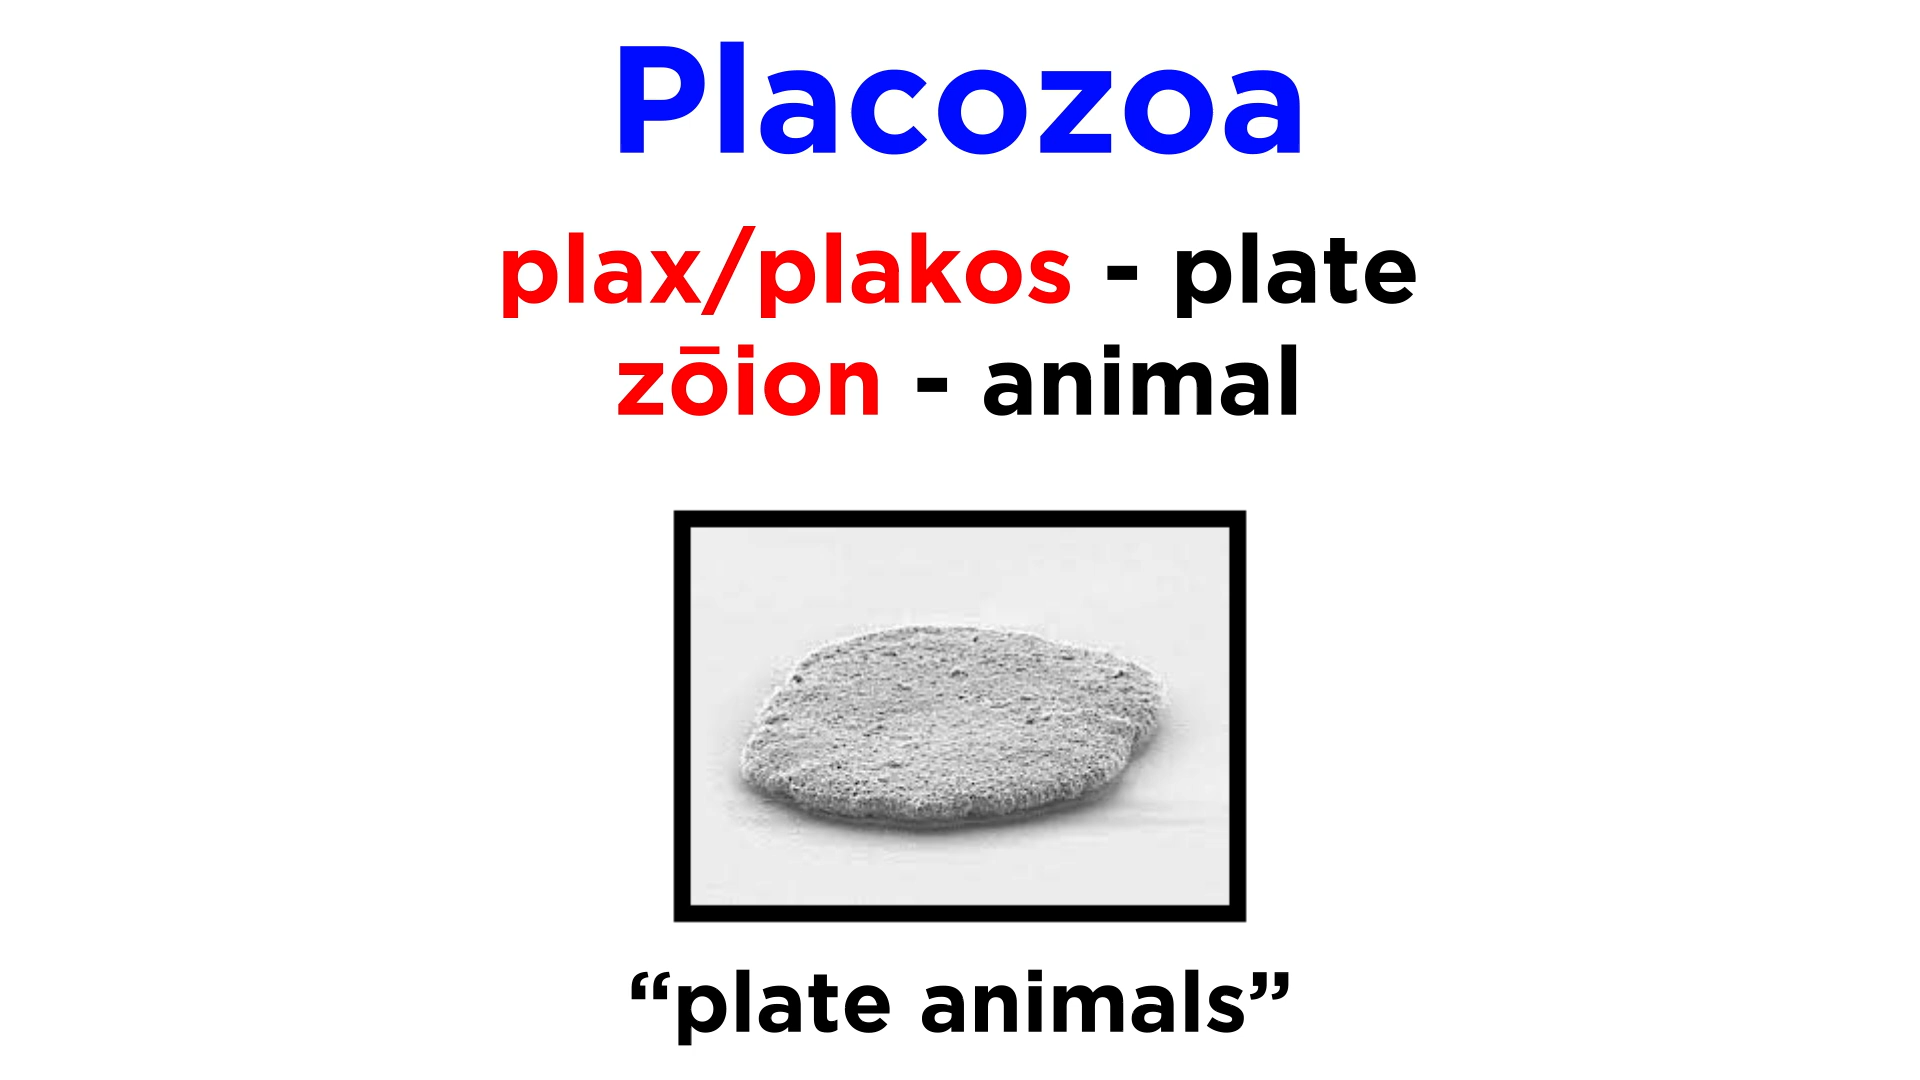 Placozoa
plax/plakos - plate
zōion - animal
“plate animals”